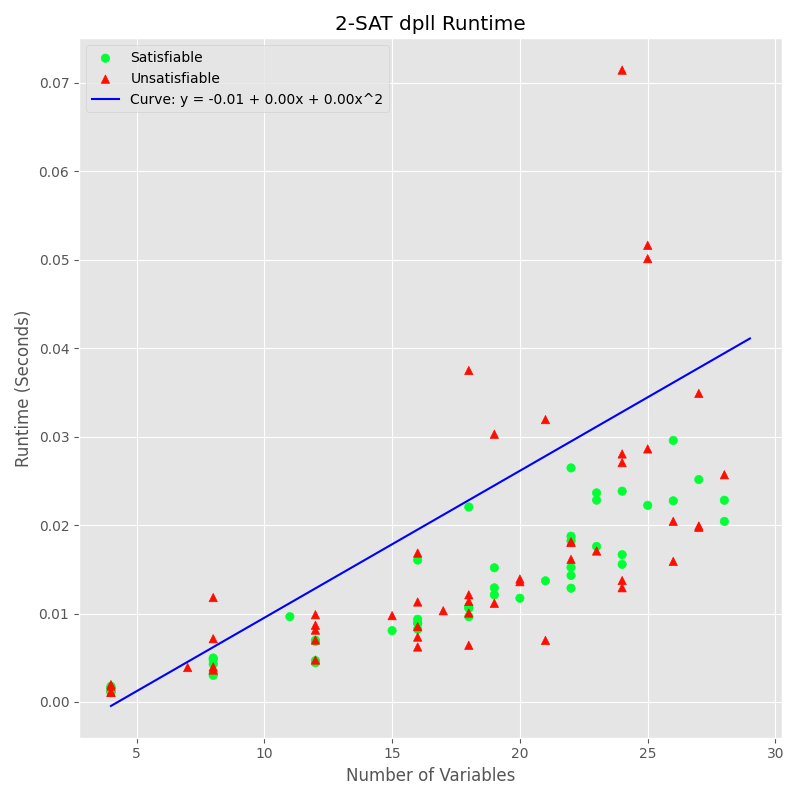 2-SAT dpll Runtime
Satisfiable
Unsatisfiable
Curve: y = -0.01 + 0.00x + 0.00x^2
0.07
0.06
0.05
0.04
0.03
0.02
0.01
0.00
Runtime (Seconds)
5 10 15 20 25 30
Number of Variables